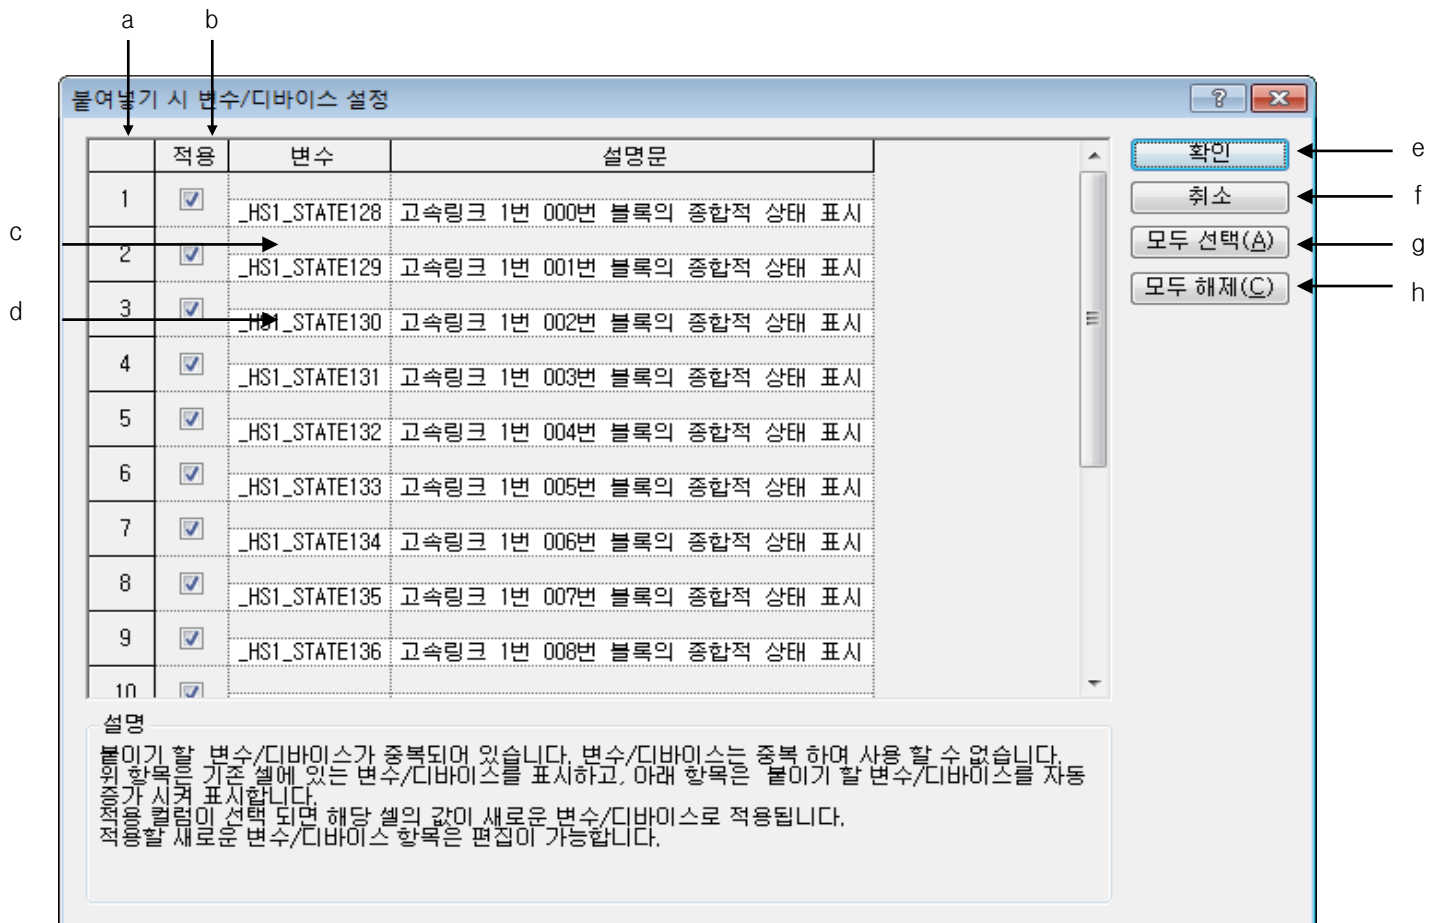 a b
붙여넣기 시 변수/디바이스 설정
적용 변수 설명문
확인 e
1 _HS1_STATE128 고속링크 1번 000번 블록의 종합적 상태 표시
취소 f
c
2 _HS1_STATE129 고속링크 1번 001번 블록의 종합적 상태 표시
모두 선택(A) g
모두 해제(C) h
d
3 _HS1_STATE130 고속링크 1번 002번 블록의 종합적 상태 표시
4 _HS1_STATE131 고속링크 1번 003번 블록의 종합적 상태 표시
5 _HS1_STATE132 고속링크 1번 004번 블록의 종합적 상태 표시
6 _HS1_STATE133 고속링크 1번 005번 블록의 종합적 상태 표시
7 _HS1_STATE134 고속링크 1번 006번 블록의 종합적 상태 표시
8 _HS1_STATE135 고속링크 1번 007번 블록의 종합적 상태 표시
9 _HS1_STATE136 고속링크 1번 008번 블록의 종합적 상태 표시
10
설명
붙이기 할 변수/디바이스가 중복되어 있습니다. 변수/디바이스는 중복 하여 사용 할 수 없습니다.
위 항목은 기존 셀에 있는 변수/디바이스를 표시하고, 아래 항목은 붙이기 할 변수/디바이스를 자동
증가 시켜 표시합니다.
적용 컬럼이 선택 되면 해당 셀의 값이 새로운 변수/디바이스로 적용됩니다.
적용할 새로운 변수/디바이스 항목은 편집이 가능합니다.